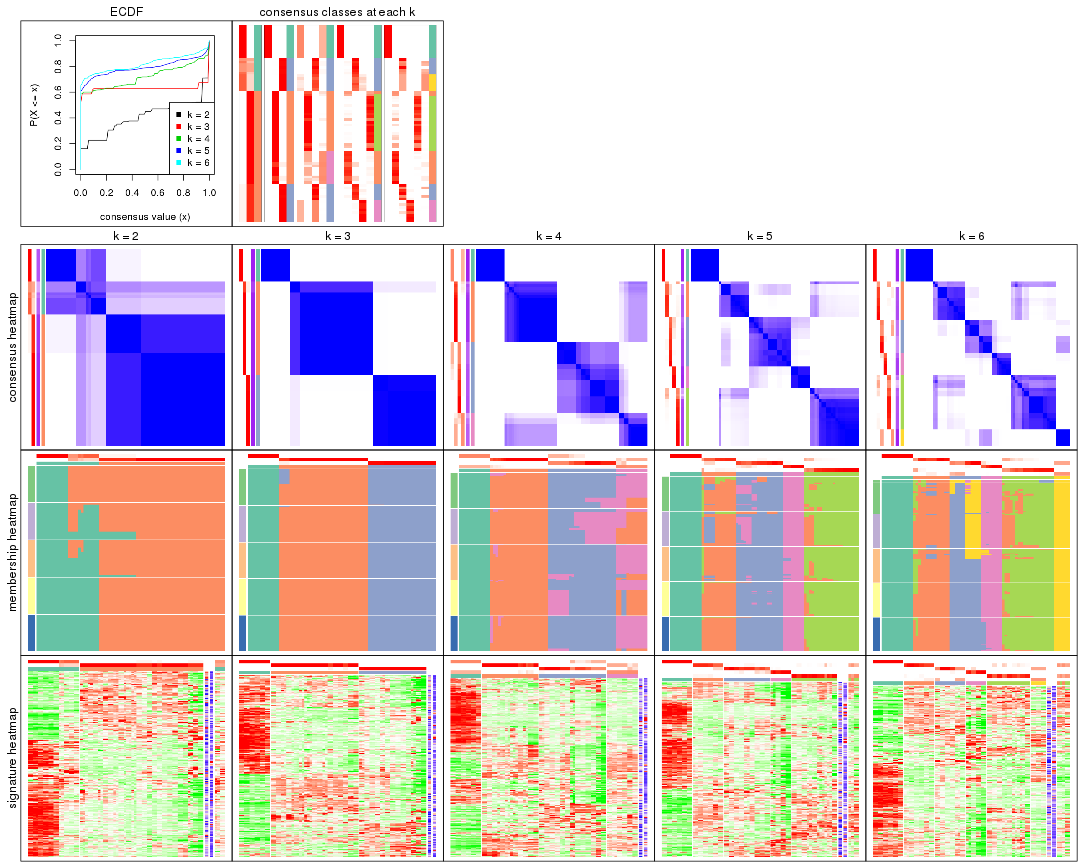 ECDF
consensus classes at each k
P(X <= x)
0.0
0.2
0.4
0.6
0.8
1.0
k = 2
k = 3
k = 4
k = 5
k = 6
0.0 0.2 0.4 0.6 0.8 1.0
consensus value (x)
k = 2
k = 3
k = 4
k = 5
k = 6
consensus heatmap
membership heatmap
signature heatmap